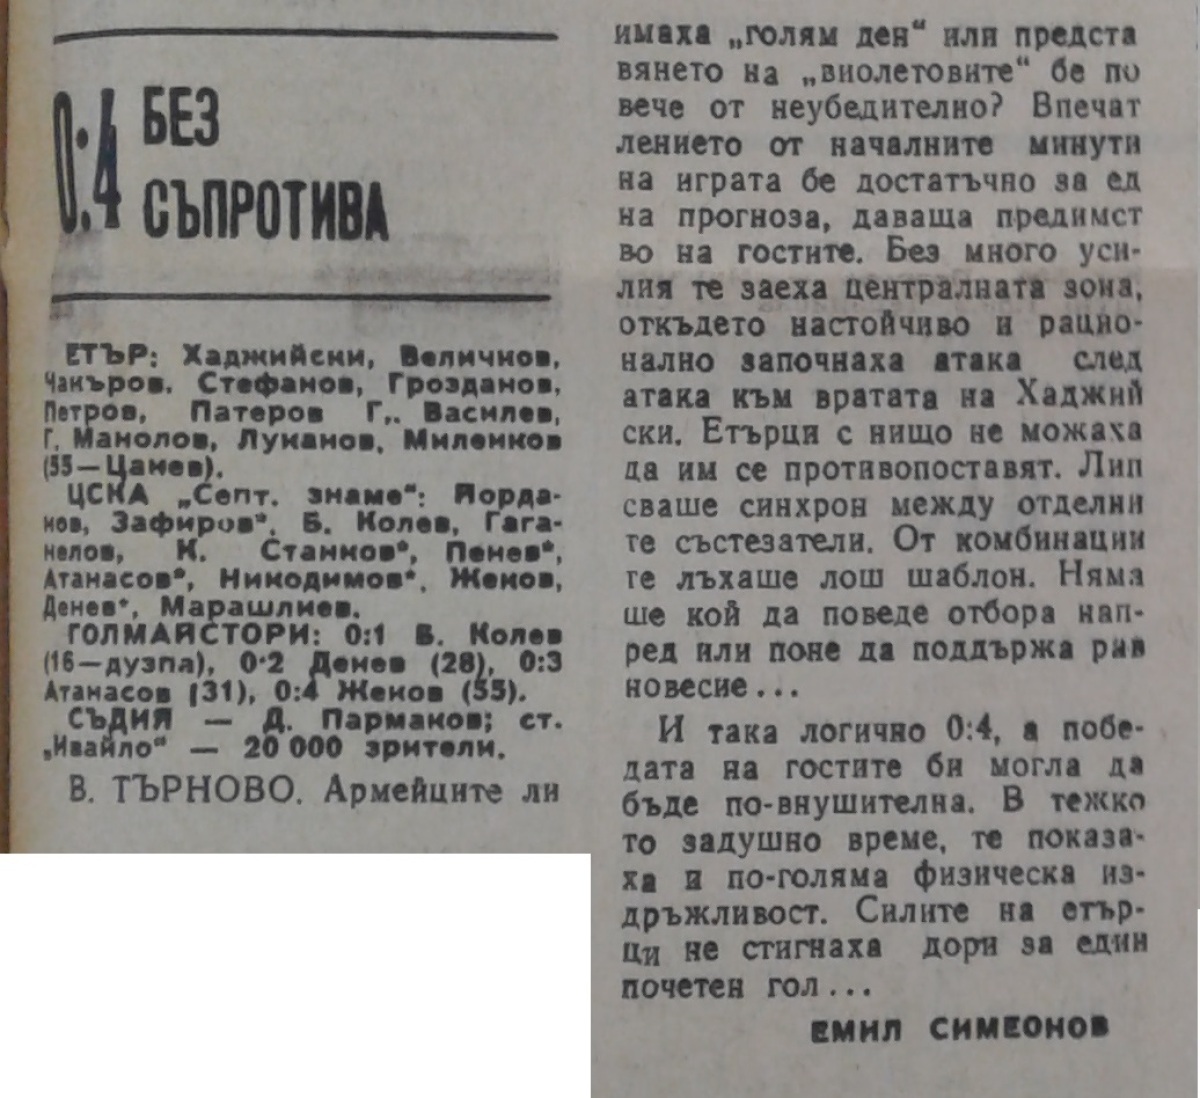 0:4 БЕЗ
СЪПРОТИВА
ЕТЪР: Хаджийски, Величков,
Чакъров. Стефанов, Грозданов,
Петров, Патеров Г,. Василев,
Г. Манолов, Луканов, Миленков
(55—Цанев).
ЦСКА „Септ. знаме“: Йорда-
нов, Зафиров*, Б. Колев, Гага-
нелов, К. Станков*, Пенев*,
Атанасов*, Никодимов*, Жеков,
Денев*, Марашлиев.
ГОЛМАЙСТОРИ: 0:1 Б. Колев
(16—дузпа), 0:2 Денев (28), 0:3
Атанасов (31), 0:4 Жеков (55).
СЪДИЯ — Д. Пармаков; ст.
„Ивайло“ — 20 000 зрители.
В. ТЪРНОВО. Армейците ли
имаха „голям ден“ или предста
вянето на „виолетовите“ бе по
вече от неубедително? Впечат
лението от началните минути
на играта бе достатъчно за ед
на прогноза, даваща предимст
во на гостите. Без много уси-
лия те заеха централната зона,
откъдето настойчиво и рацио-
нално започнаха атака след
атака към вратата на Хаджий
ски. Етърци с нищо не можаха
да им се противопоставят. Лип
сваше синхрон между отделни
те състезатели. От комбинации
те лъхаше лош шаблон. Няма
ше кой да поведе отбора нап-
ред или поне да поддържа рав
новесие...
И така логично 0:4, а побе-
дата на гостите би могла да
бъде по-внушителна. В тежко
то задушно време, те показа-
ха и по-голяма физическа из-
дръжливост. Силите на етър-
ци не стигнаха дори за един
почетен гол...
ЕМИЛ СИМЕОНОВ